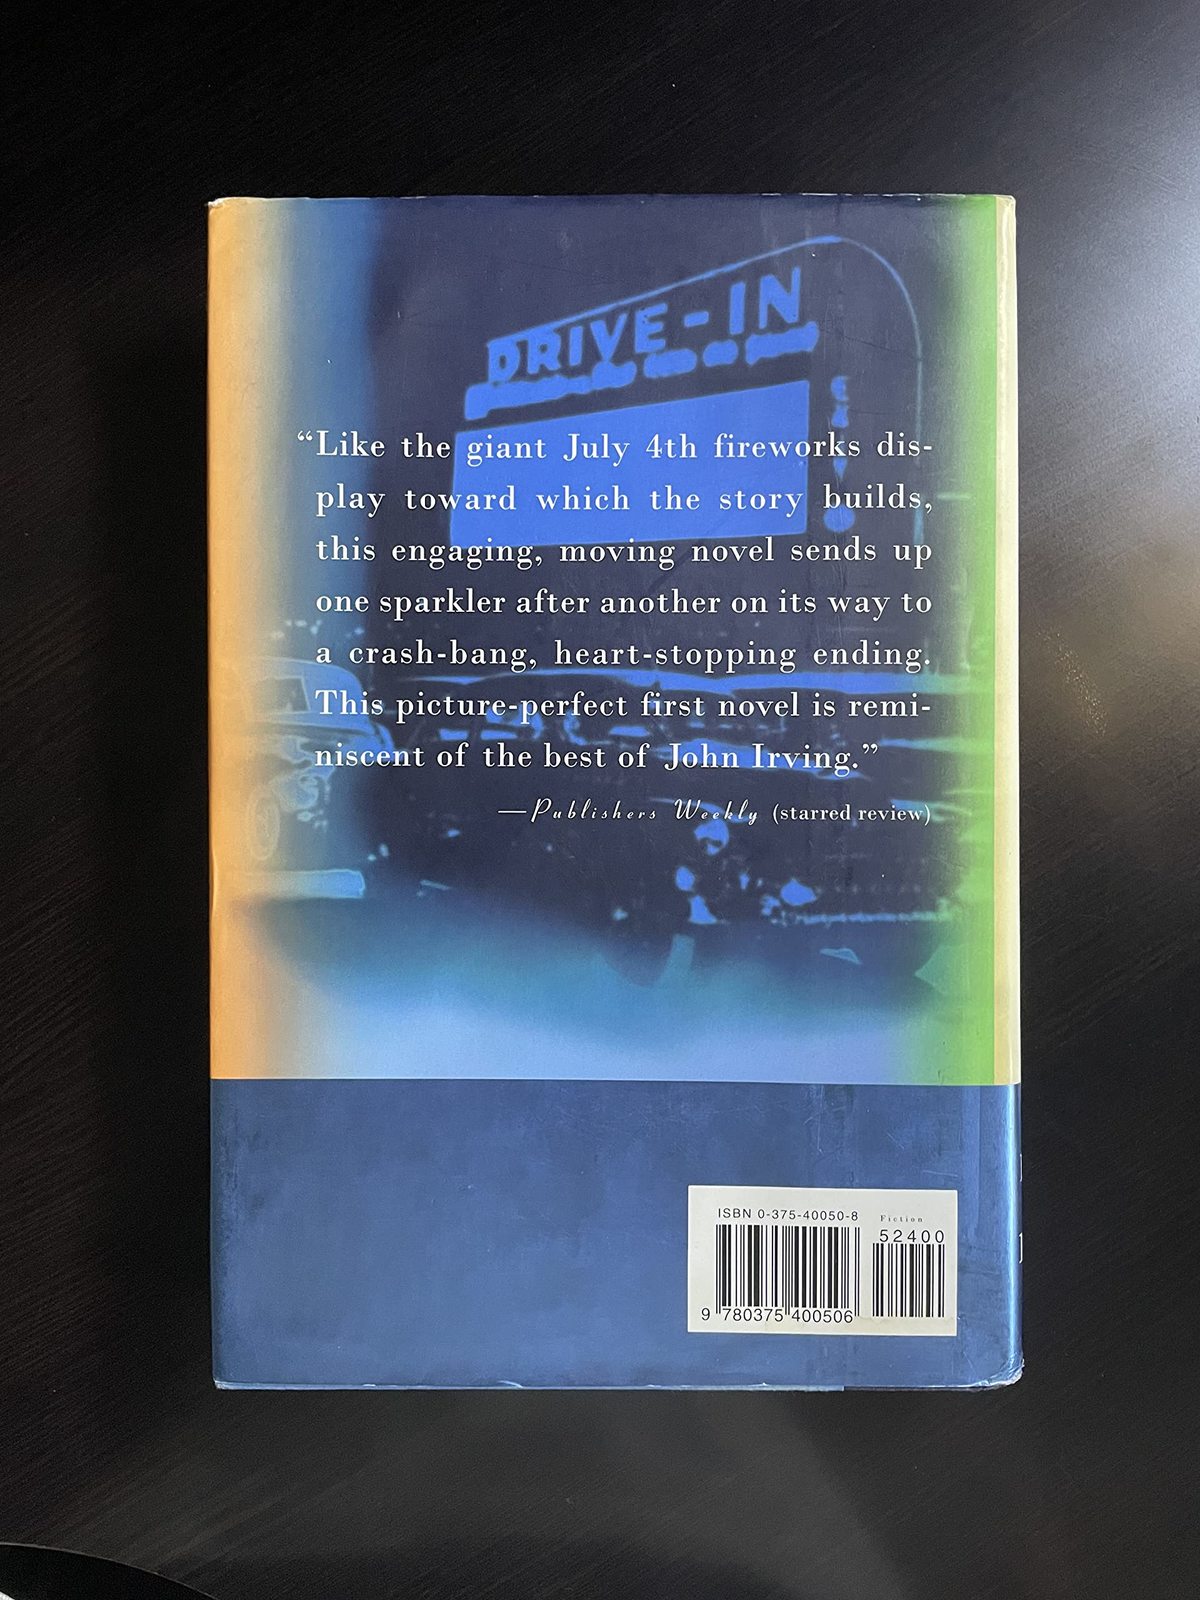 DRIVE-IN
“Like the giant July 4th fireworks dis-
play toward which the story builds,
this engaging, moving novel sends up
one sparkler after another on its way to
a crash-bang, heart-stopping ending.
This picture-perfect first novel is remi-
niscent of the best of John Irving.”
—Publishers Weekly (starred review)
ISBN 0-375-40050-8
Fiction
52400
9 780375 400506